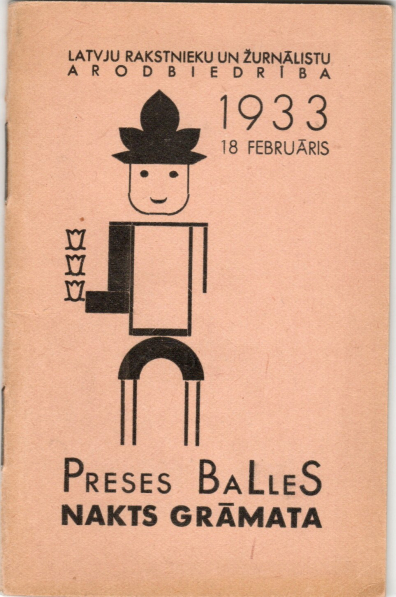 LATVJU RAKSTNIEKU UN ŽURNĀLISTU
ARODBIEDRĪBA
1933
18 FEBRUĀRIS
PRESES BALLES
NAKTS GRĀMATA